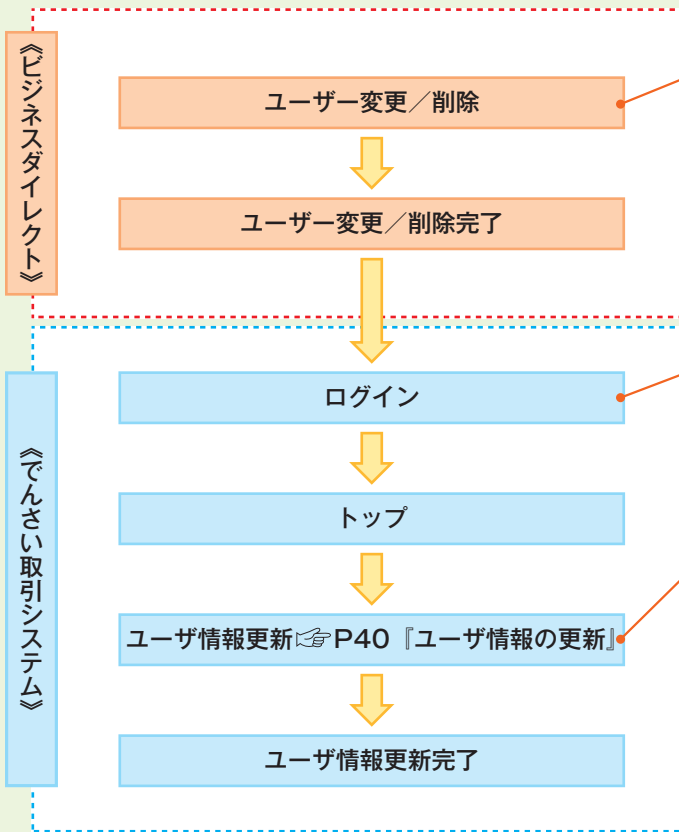 《ビジネスダイレクト》
ユーザー変更／削除
ユーザー変更／削除完了
《でんさい取引システム》
ログイン
トップ
ユーザ情報更新☞P40『ユーザ情報の更新』
ユーザ情報更新完了